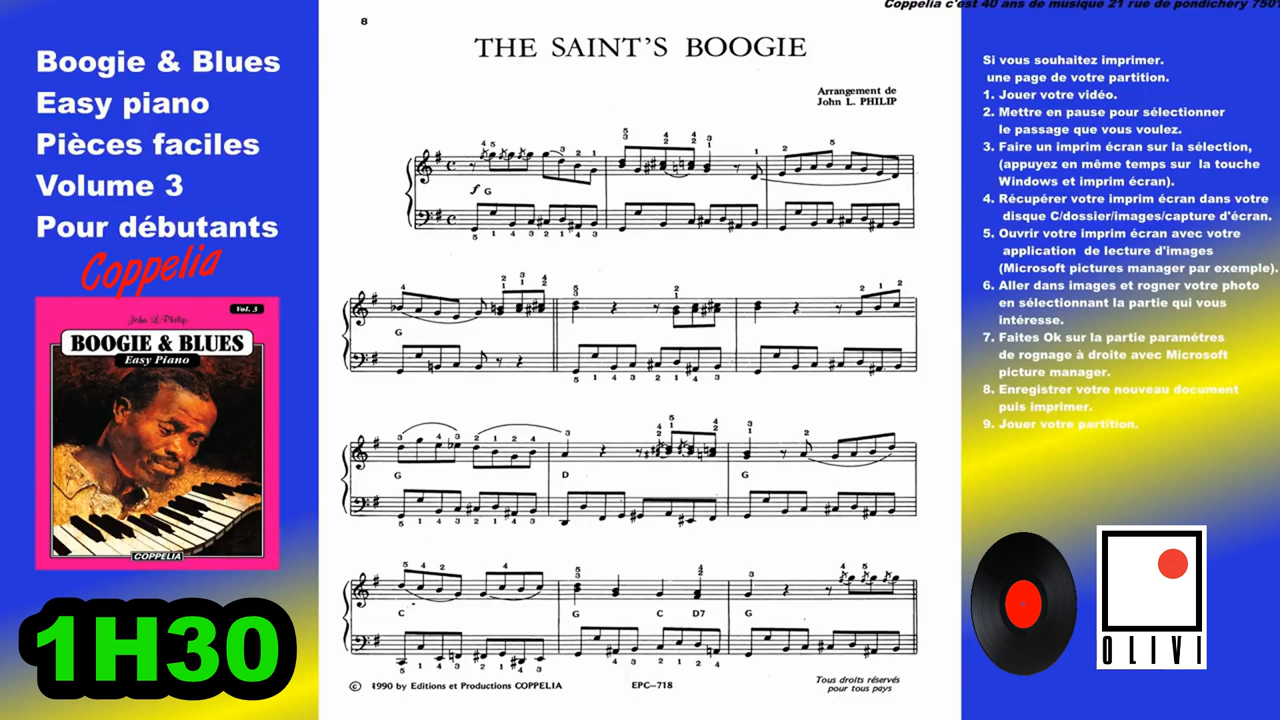 Coppelia c'est 40 ans de musique 21 rue de pondichery 7501
Boogie & Blues
Easy piano
Pièces faciles
Volume 3
Pour débutants
Coppelia
Vol. 3
John L. Philip
BOOGIE & BLUES
Easy Piano
COPPELIA
1H30
8
THE SAINT'S BOOGIE
Arrangement de
John L. PHILIP
f G
G
G D G
C G C D7 G
© 1990 by Editions et Productions COPPELIA
EPC-718
Tous droits réservés
pour tous pays
Si vous souhaitez imprimer.
une page de votre partition.
1. Jouer votre vidéo.
2. Mettre en pause pour sélectionner
le passage que vous voulez.
3. Faire un imprim écran sur la sélection,
(appuyez en même temps sur la touche
Windows et imprim écran).
4. Récupérer votre imprim écran dans votre
disque C/dossier/images/capture d'écran.
5. Ouvrir votre imprim écran avec votre
application de lecture d'images
(Microsoft pictures manager par exemple).
6. Aller dans images et rogner votre photo
en sélectionnant la partie qui vous
intéresse.
7. Faites Ok sur la partie paramétres
de rognage à droite avec Microsoft
picture manager.
8. Enregistrer votre nouveau document
puis imprimer.
9. Jouer votre partition.
OLIVI